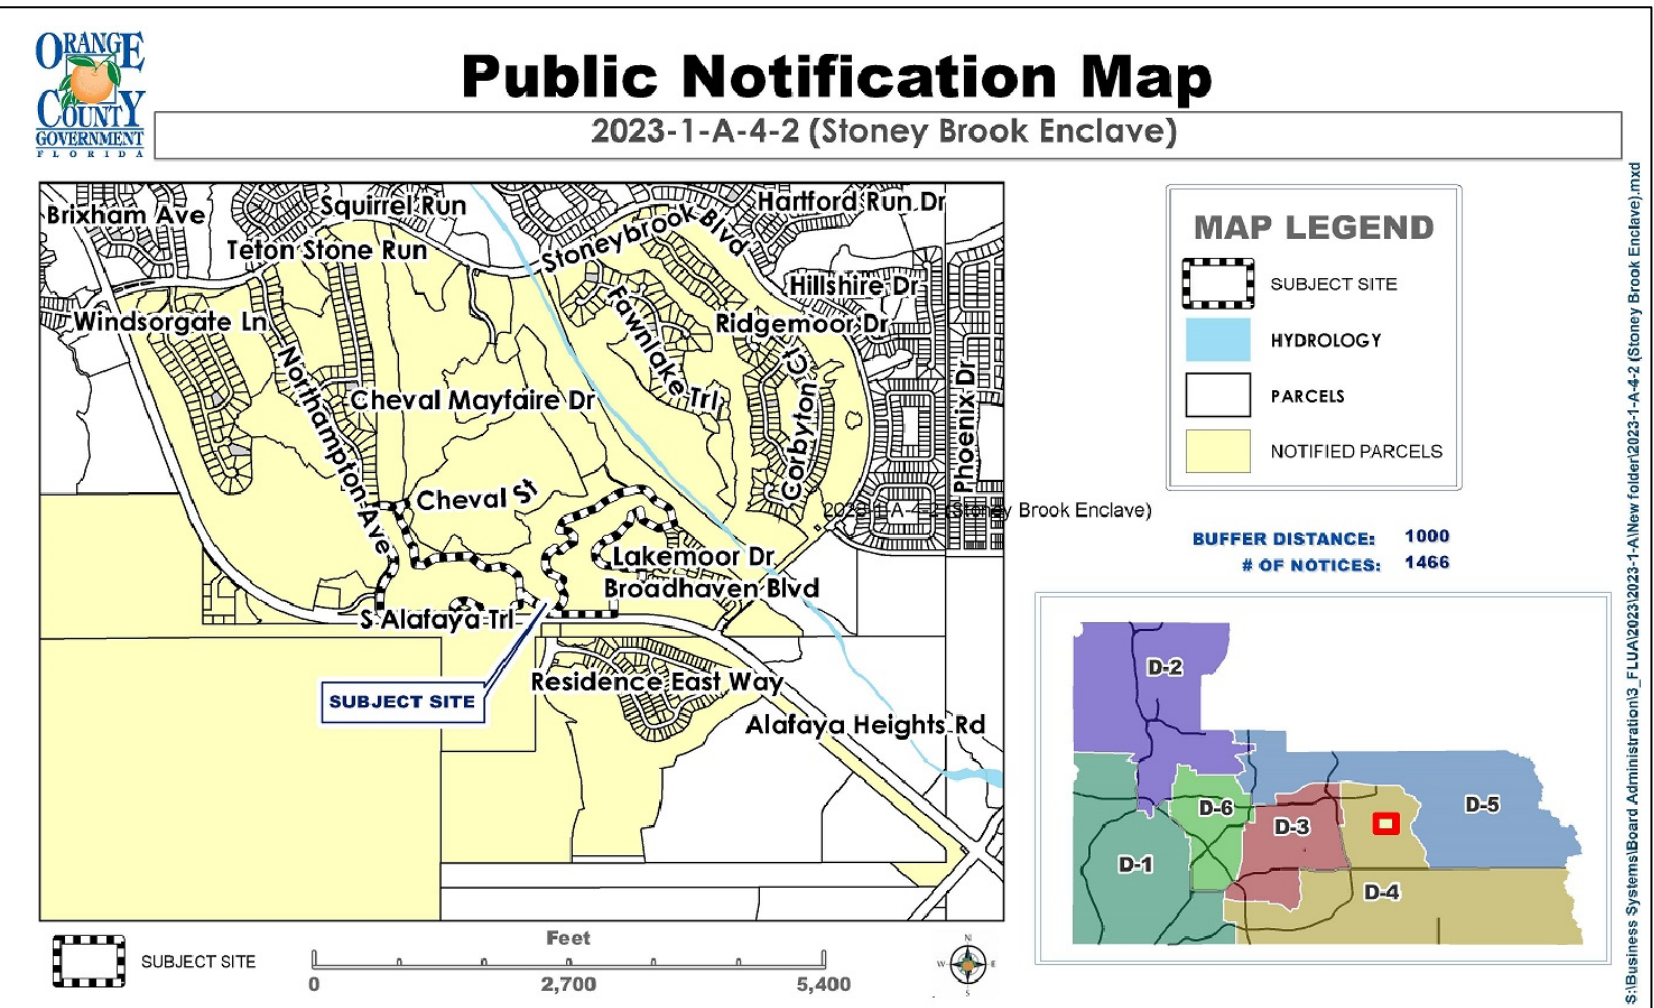 ORANGE
COUNTY
GOVERNMENT
FLORIDA
Public Notification Map
2023-1-A-4-2 (Stoney Brook Enclave)
Brixham Ave
Squirrel Run
Hartford Run Dr
Teton Stone Run
Stoneybrook Blvd
Hillshire Dr
Windsorgate Ln
Fawnlake Trl
Ridgemoor Dr
Northampton Ave
Cheval Mayfaire Dr
Corbyton Ct
Phoenix Dr
Cheval St
2023-1-A-4-2 (Stoney Brook Enclave)
Lakemoor Dr
Broadhaven Blvd
S Alafaya Trl
Residence East Way
SUBJECT SITE
Alafaya Heights Rd
MAP LEGEND
SUBJECT SITE
HYDROLOGY
PARCELS
NOTIFIED PARCELS
BUFFER DISTANCE: 1000
# OF NOTICES: 1466
D-2
D-6
D-3
D-5
D-1
D-4
SUBJECT SITE
Feet
0 2,700 5,400
N
W E
S
S:\Business Systems\Board Administration\3_FLUA\2023\2023-1-A\New folder\2023-1-A-4-2 (Stoney Brook Enclave).mxd